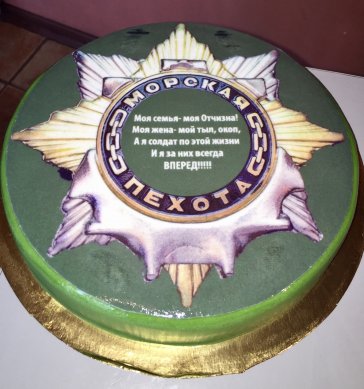 МОРСКАЯ
Моя семья- моя Отчизна!
Моя жена- мой тыл, окоп,
А я солдат по этой жизни
И я за них всегда
ВПЕРЕД!!!!!
ПЕХОТА